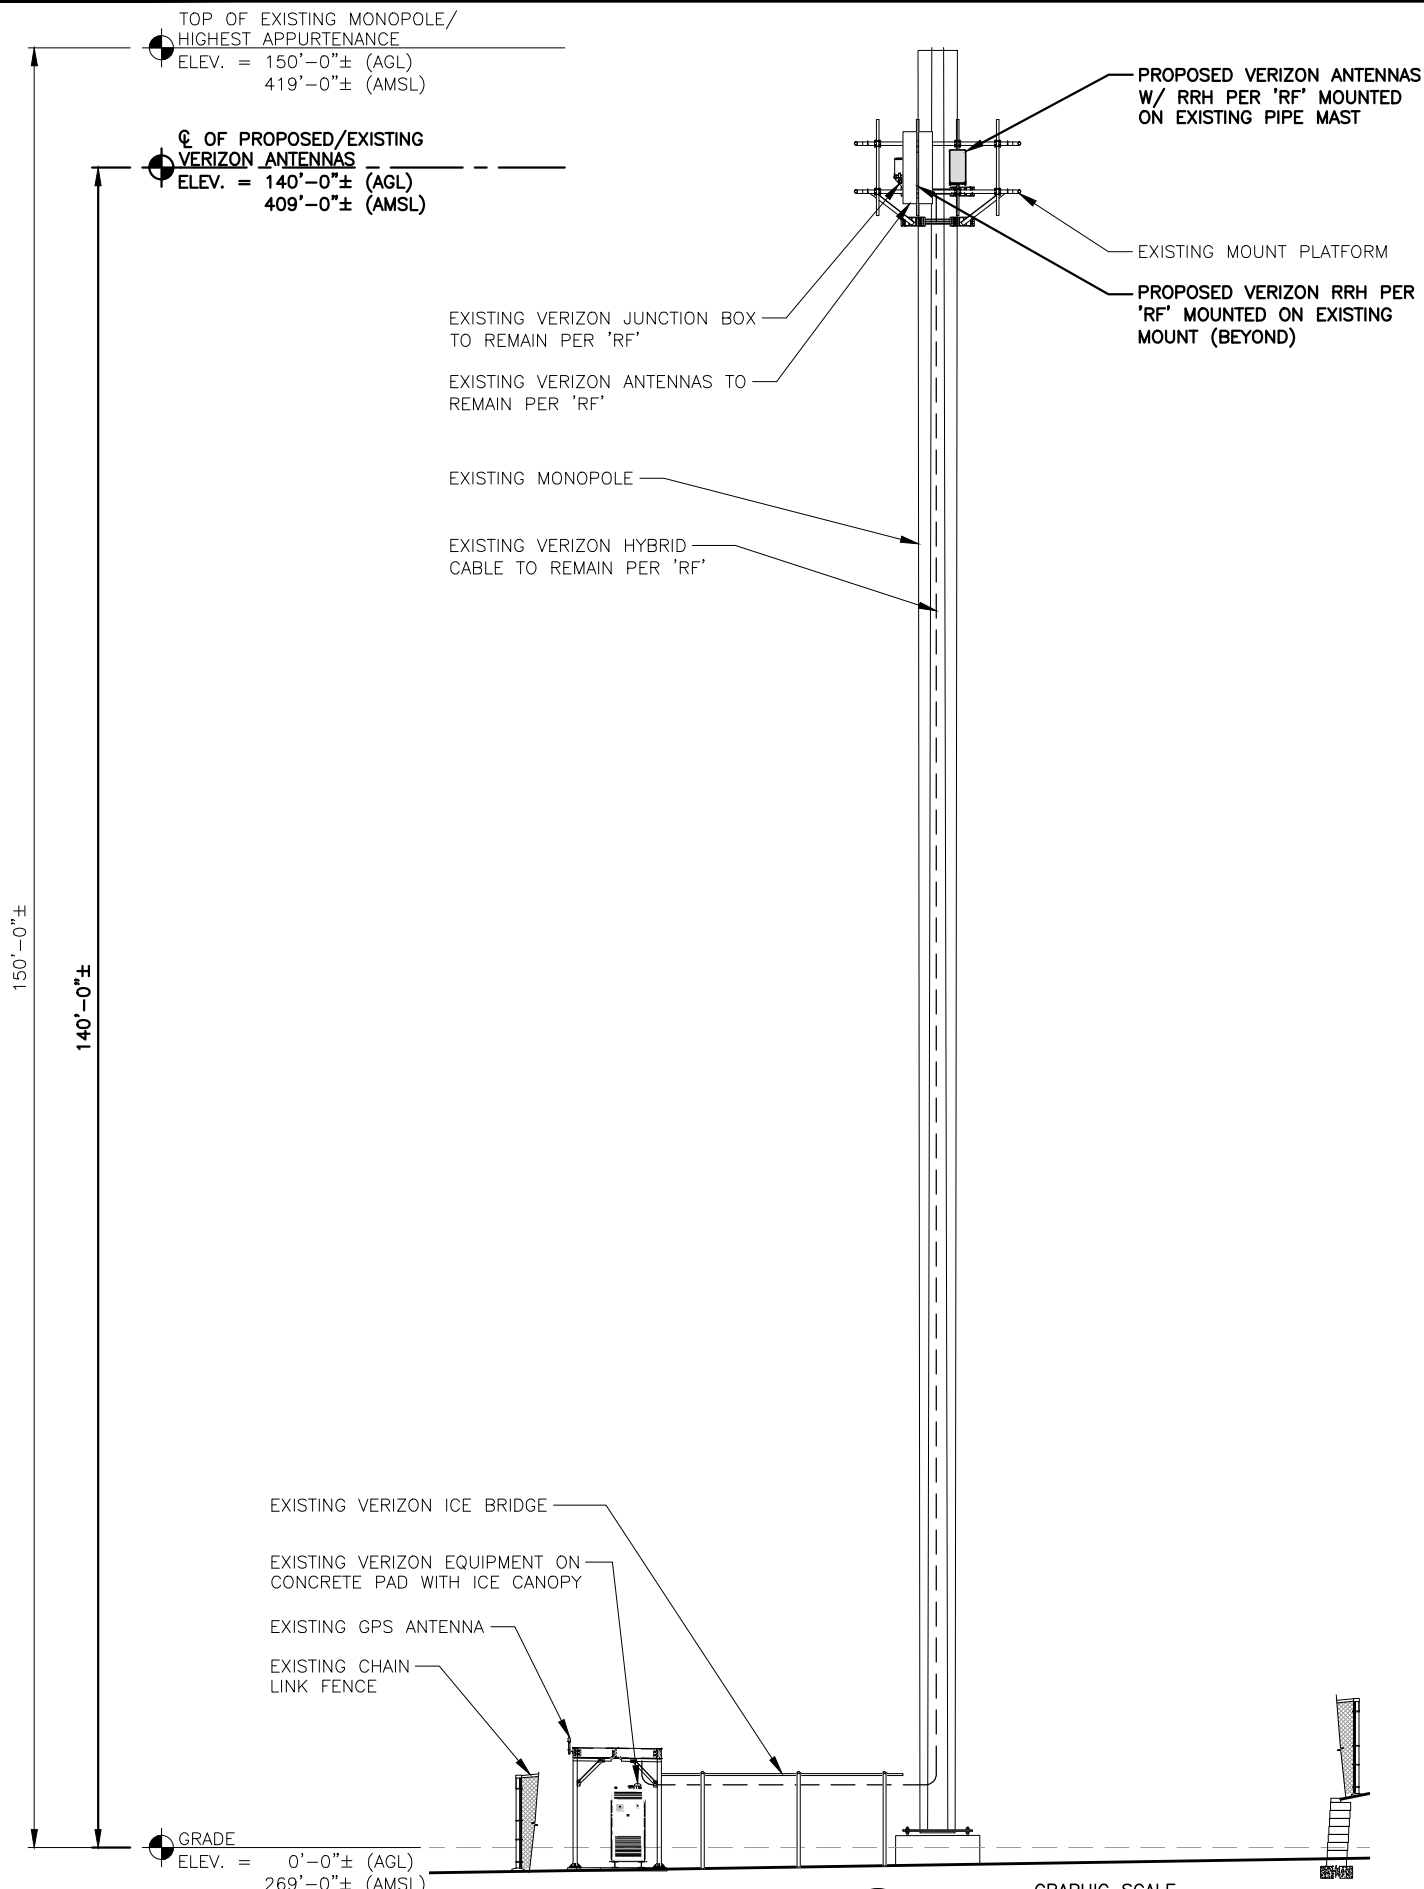 TOP OF EXISTING MONOPOLE/
HIGHEST APPURTENANCE
ELEV. = 150'-0"± (AGL)
419'-0"± (AMSL)
℄ OF PROPOSED/EXISTING
VERIZON ANTENNAS
ELEV. = 140'-0"± (AGL)
409'-0"± (AMSL)
PROPOSED VERIZON ANTENNAS
W/ RRH PER 'RF' MOUNTED
ON EXISTING PIPE MAST
EXISTING MOUNT PLATFORM
PROPOSED VERIZON RRH PER
'RF' MOUNTED ON EXISTING
MOUNT (BEYOND)
EXISTING VERIZON JUNCTION BOX
TO REMAIN PER 'RF'
EXISTING VERIZON ANTENNAS TO
REMAIN PER 'RF'
EXISTING MONOPOLE
EXISTING VERIZON HYBRID
CABLE TO REMAIN PER 'RF'
150'-0"±
140'-0"±
EXISTING VERIZON ICE BRIDGE
EXISTING VERIZON EQUIPMENT ON
CONCRETE PAD WITH ICE CANOPY
EXISTING GPS ANTENNA
EXISTING CHAIN
LINK FENCE
GRADE
ELEV. = 0'-0"± (AGL)
269'-0"± (AMSL)
GRAPHIC SCALE